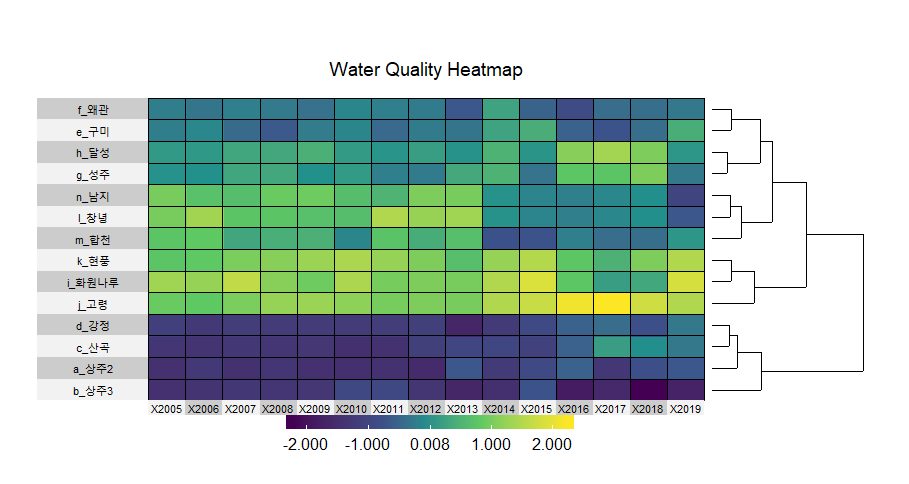 Water Quality Heatmap
f_왜관
e_구미
h_달성
g_성주
n_남지
l_창녕
m_합천
k_현풍
i_화원나루
j_고령
d_강정
c_산곡
a_상주2
b_상주3
X2005 X2006 X2007 X2008 X2009 X2010 X2011 X2012 X2013 X2014 X2015 X2016 X2017 X2018 X2019
-2.000 -1.000 0.008 1.000 2.000